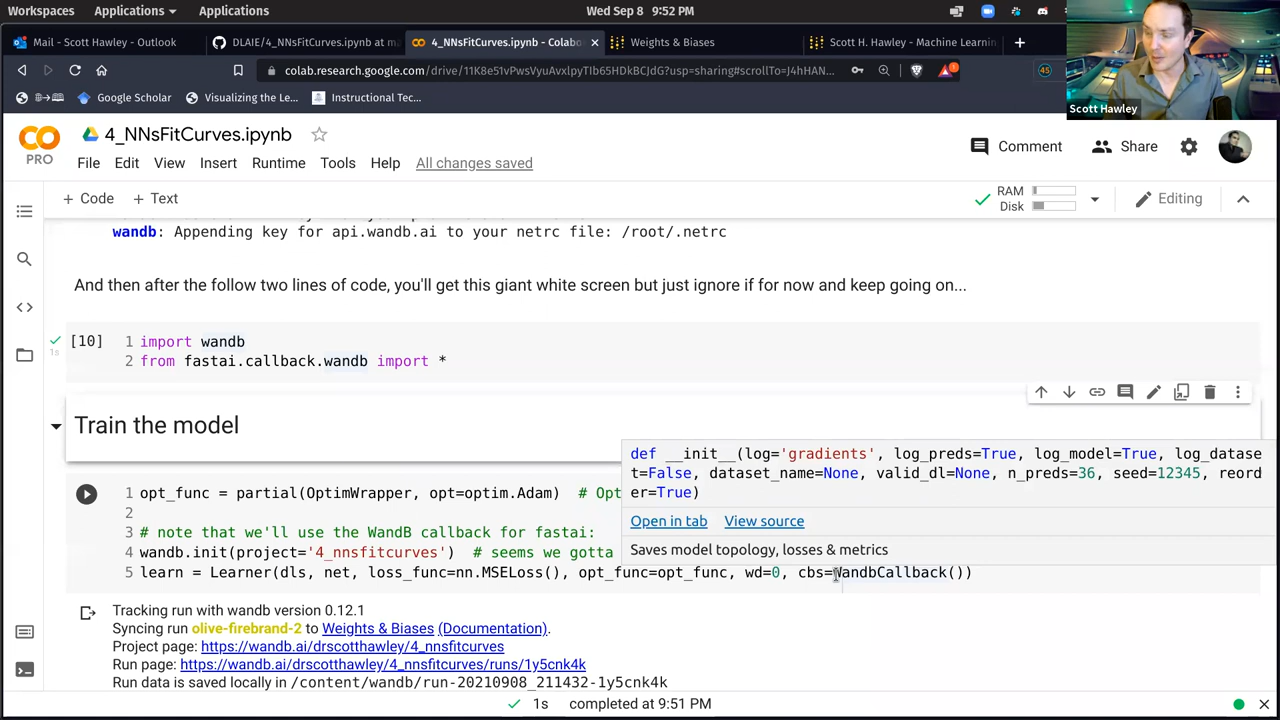 Workspaces Applications Applications Wed Sep 8 9:52 PM
Mail - Scott Hawley - Outlook DLAIE/4_NNsFitCurves.ipynb at m 4_NNsFitCurves.ipynb - Colabo Weights & Biases Scott H. Hawley - Machine Learnin
colab.research.google.com/drive/11K8e51vPwsVyuAvxlpyTIb65HDkBCJdG?usp=sharing#scrollTo=J4hHAN... 45
Google Scholar Visualizing the Le... Instructional Tec...
Scott Hawley
CO PRO
4_NNsFitCurves.ipynb
File Edit View Insert Runtime Tools Help All changes saved
Comment Share
+ Code + Text
RAM
Disk
Editing
wandb: Appending key for api.wandb.ai to your netrc file: /root/.netrc
And then after the follow two lines of code, you'll get this giant white screen but just ignore if for now and keep going on...
1s
[10] 1 import wandb
2 from fastai.callback.wandb import *
Train the model
def __init__(log='gradients', log_preds=True, log_model=True, log_datase
t=False, dataset_name=None, valid_dl=None, n_preds=36, seed=12345, reord
er=True)
Open in tab View source
Saves model topology, losses & metrics
1 opt_func = partial(OptimWrapper, opt=optim.Adam) # Opt
2
3 # note that we'll use the WandB callback for fastai:
4 wandb.init(project='4_nnsfitcurves') # seems we gotta
5 learn = Learner(dls, net, loss_func=nn.MSELoss(), opt_func=opt_func, wd=0, cbs=WandbCallback())
Tracking run with wandb version 0.12.1
Syncing run olive-firebrand-2 to Weights & Biases (Documentation).
Project page: https://wandb.ai/drscotthawley/4_nnsfitcurves
Run page: https://wandb.ai/drscotthawley/4_nnsfitcurves/runs/1y5cnk4k
Run data is saved locally in /content/wandb/run-20210908_211432-1y5cnk4k
1s completed at 9:51 PM